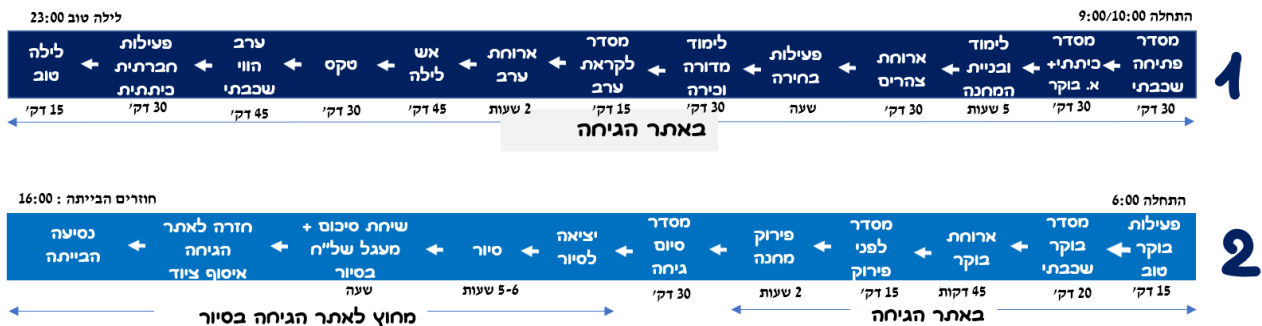 התחלה 9:00/10:00
לילה טוב 23:00
1
מסדר פתיחה שכבתי
מסדר כיתתי+ א. בוקר
לימוד ובניית המחנה
ארוחת צהרים
פעילות בחירה
לימוד מדורה וכירה
מסדר לקראת ערב
ארוחת ערב
אש לילה
טקס
ערב הווי שכבתי
פעילות חברתית כיתתית
לילה טוב
30 דק' 30 דק' 5 שעות 30 דק' שעה 30 דק' 15 דק' 2 שעות 45 דק' 30 דק' 45 דק' 30 דק' 15 דק'
באתר הגיחה
התחלה 6:00
חוזרים הבייתה : 16:00
2
פעילות בוקר טוב
מסדר בוקר שכבתי
ארוחת בוקר
מסדר לפני פירוק
פירוק מחנה
מסדר סיום גיחה
יציאה לסיור
סיור
שיחת סיכום + מעגל של"ח בסיור
חזרה לאתר הגיחה איסוף ציוד
נסיעה הבייתה
15 דק' 20 דק' 45 דקות 15 דק' 2 שעות 30 דק' 5-6 שעות שעה
באתר הגיחה
מחוץ לאתר הגיחה בסיור